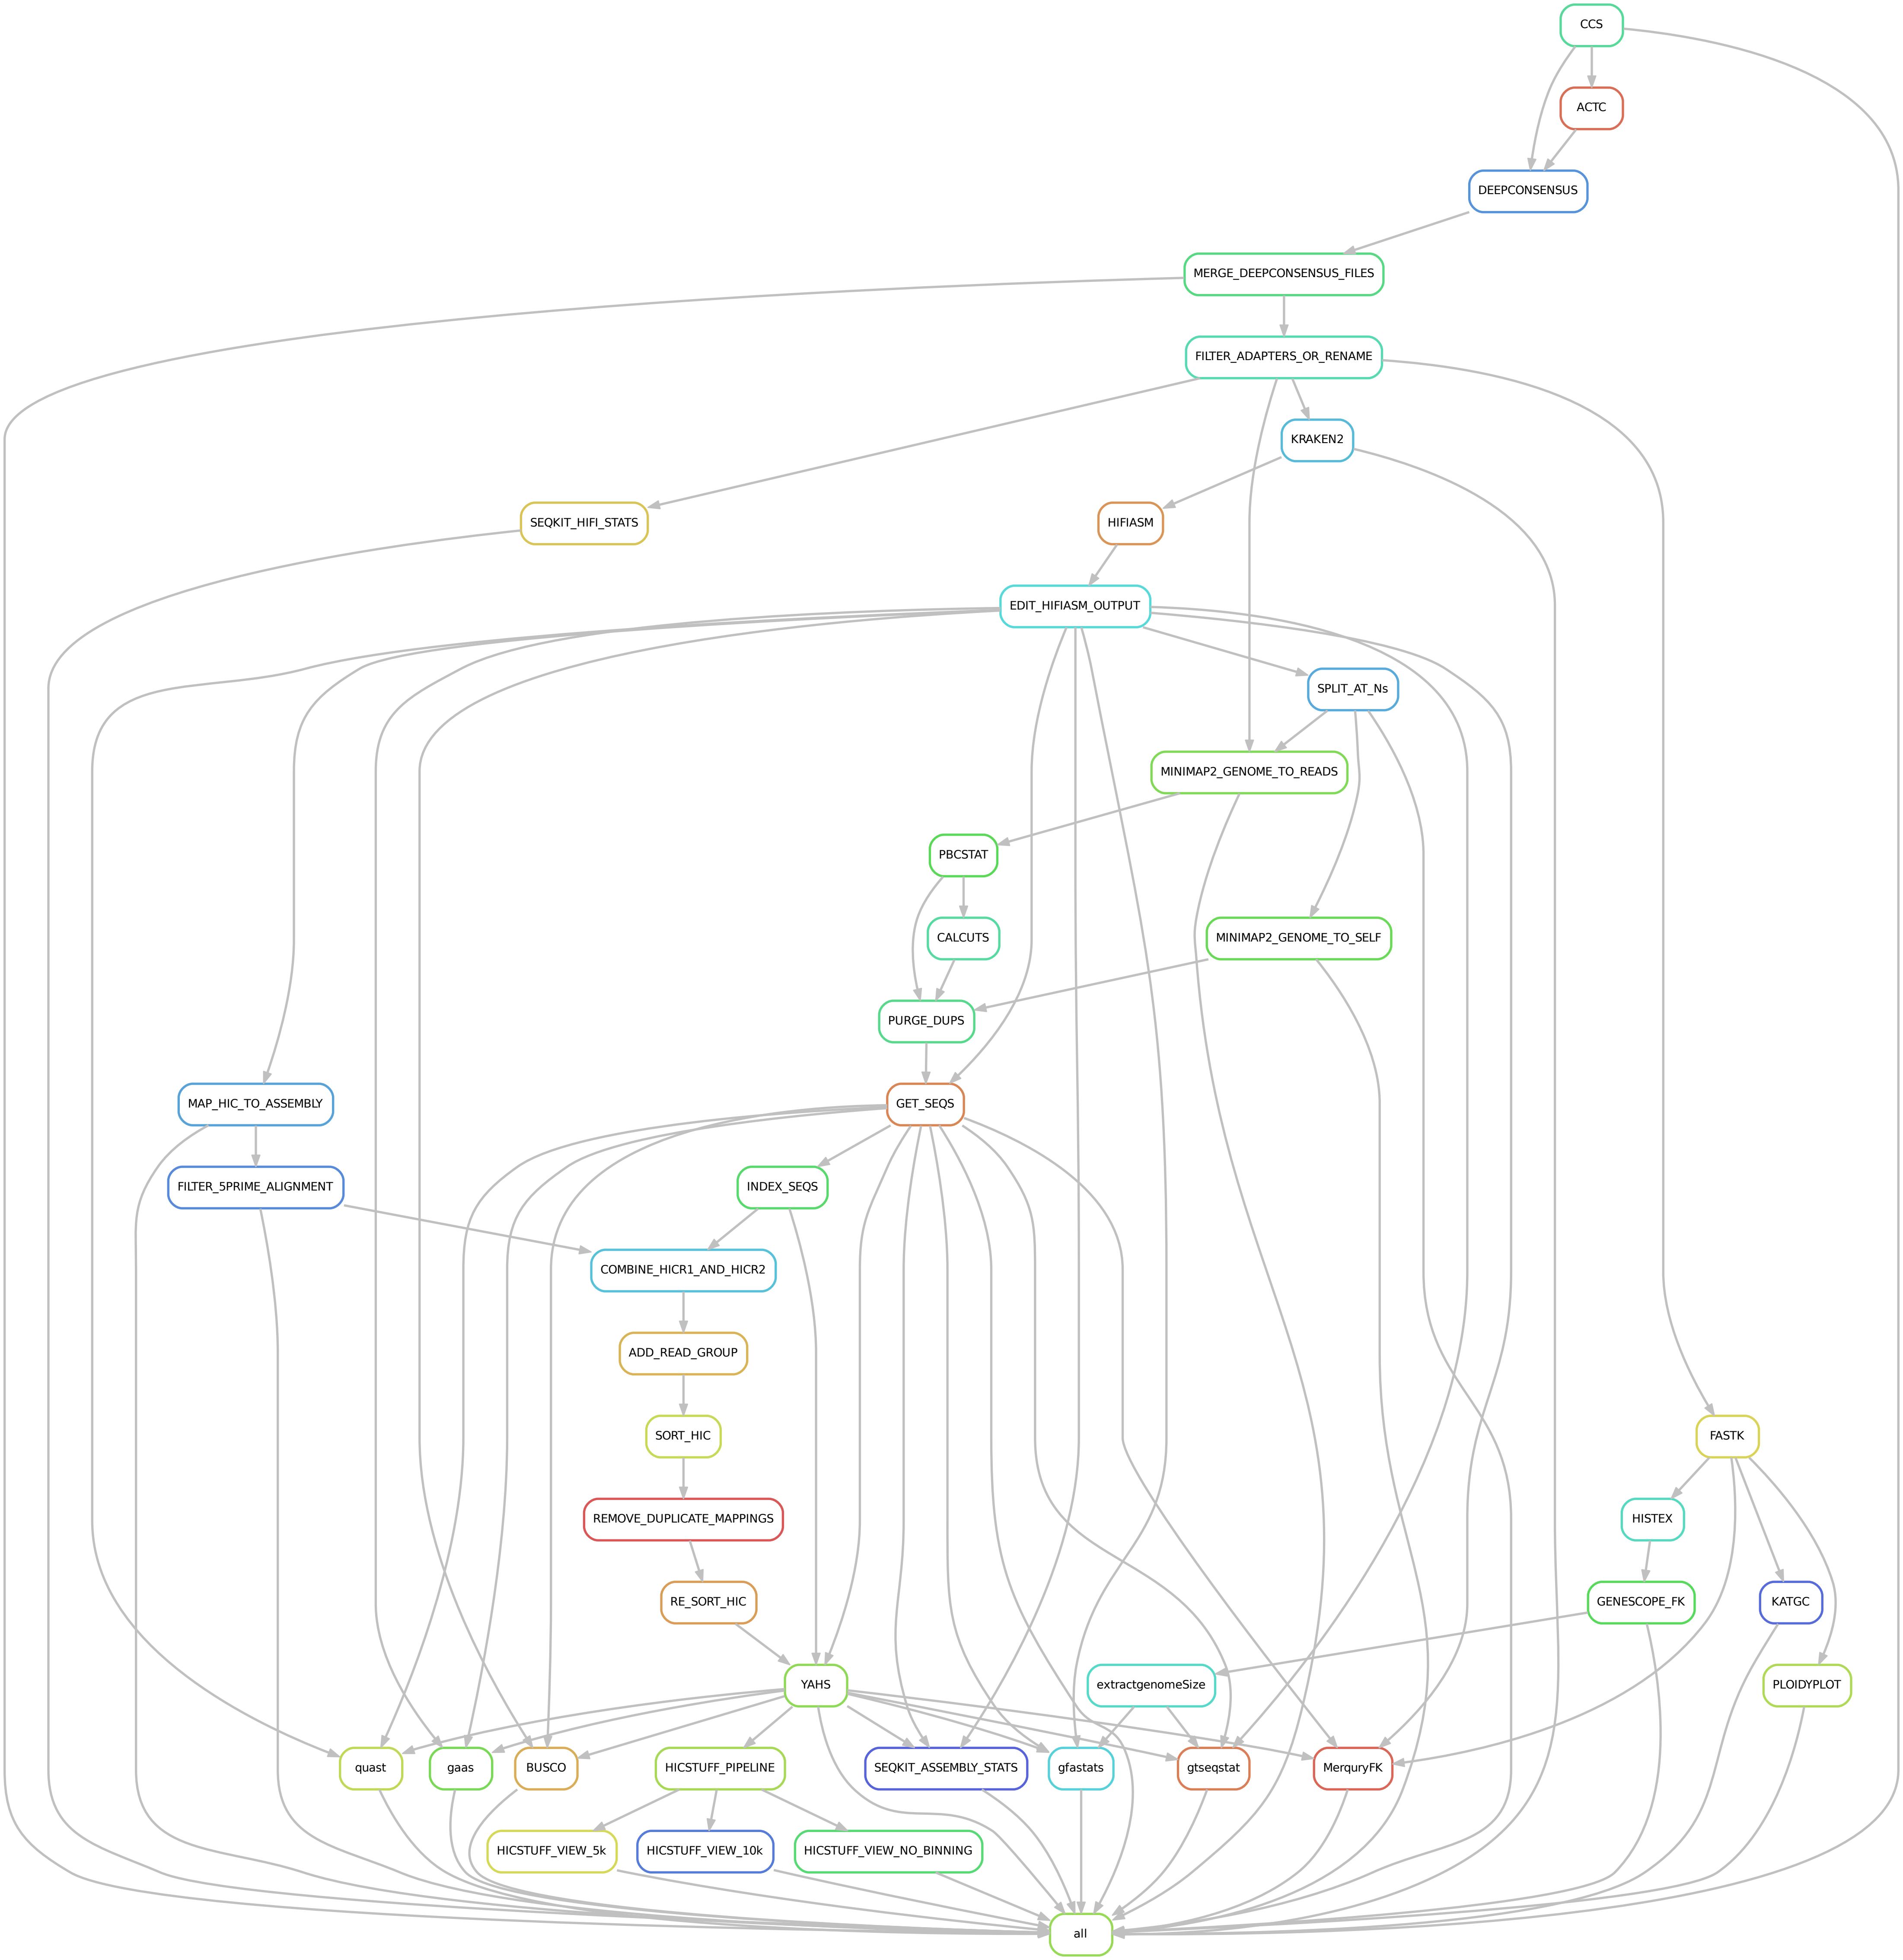 CCS
ACTC
DEEPCONSENSUS
MERGE_DEEPCONSENSUS_FILES
FILTER_ADAPTERS_OR_RENAME
KRAKEN2
SEQKIT_HIFI_STATS
HIFIASM
EDIT_HIFIASM_OUTPUT
SPLIT_AT_Ns
MINIMAP2_GENOME_TO_READS
PBCSTAT
CALCUTS
MINIMAP2_GENOME_TO_SELF
PURGE_DUPS
MAP_HIC_TO_ASSEMBLY
GET_SEQS
FILTER_5PRIME_ALIGNMENT
INDEX_SEQS
COMBINE_HICR1_AND_HICR2
ADD_READ_GROUP
SORT_HIC
FASTK
REMOVE_DUPLICATE_MAPPINGS
HISTEX
RE_SORT_HIC
GENESCOPE_FK
KATGC
YAHS
extractgenomeSize
PLOIDYPLOT
quast
gaas
BUSCO
HICSTUFF_PIPELINE
SEQKIT_ASSEMBLY_STATS
gfastats
gtseqstat
MerquryFK
HICSTUFF_VIEW_5k
HICSTUFF_VIEW_10k
HICSTUFF_VIEW_NO_BINNING
all